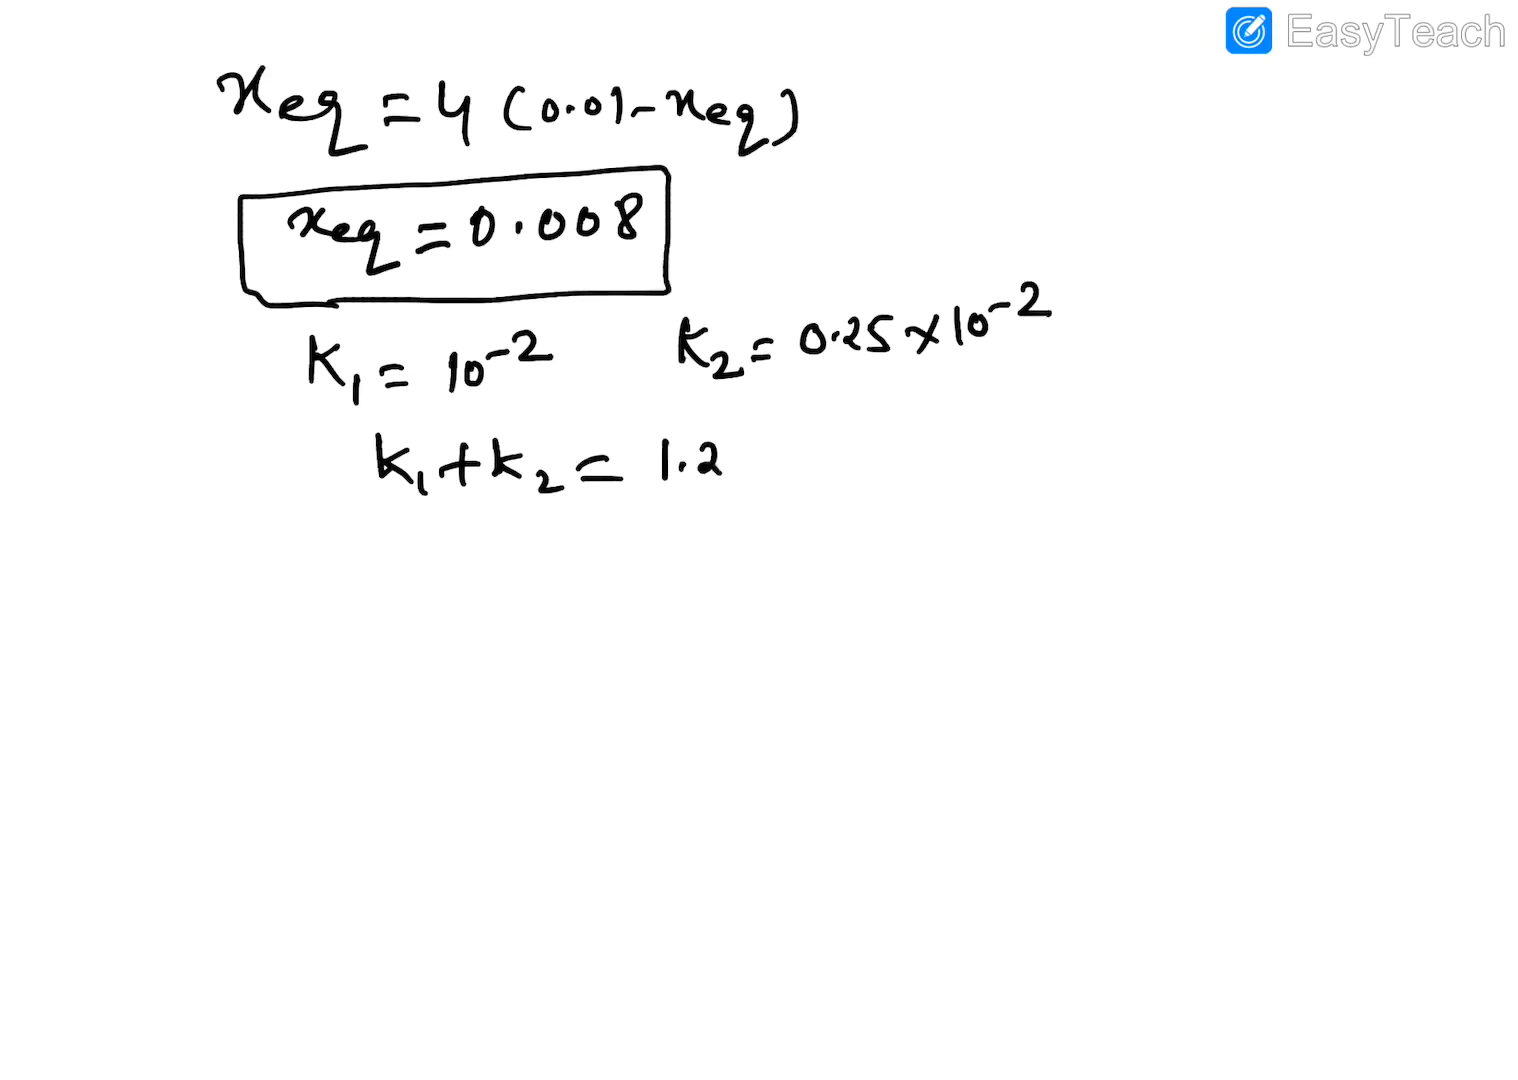 EasyTeach
xeq = 4 (0.01 - xeq)
xeq = 0.008
K₁ = 10⁻² K₂ = 0.25 × 10⁻²
K₁ + K₂ = 1.2